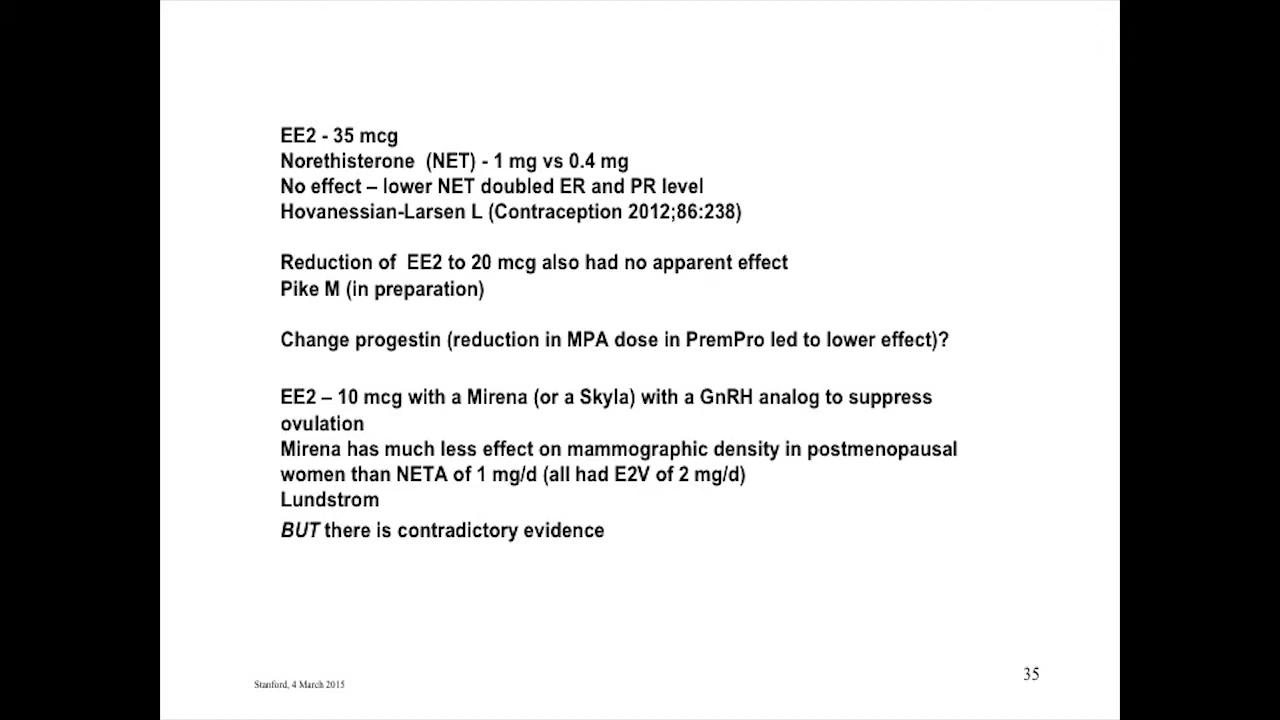 EE2 - 35 mcg
Norethisterone (NET) - 1 mg vs 0.4 mg
No effect – lower NET doubled ER and PR level
Hovanessian-Larsen L (Contraception 2012;86:238)
Reduction of EE2 to 20 mcg also had no apparent effect
Pike M (in preparation)
Change progestin (reduction in MPA dose in PremPro led to lower effect)?
EE2 – 10 mcg with a Mirena (or a Skyla) with a GnRH analog to suppress
ovulation
Mirena has much less effect on mammographic density in postmenopausal
women than NETA of 1 mg/d (all had E2V of 2 mg/d)
Lundstrom
BUT there is contradictory evidence
Stanford, 4 March 2015
35